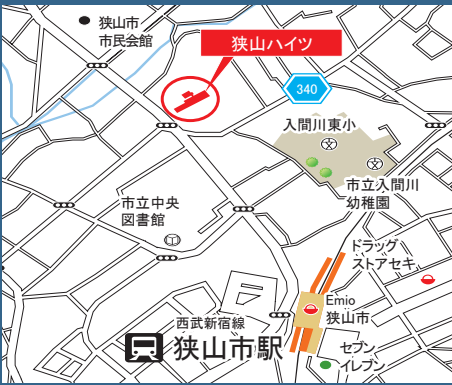 狭山市
市民会館
狭山ハイツ
340
入間川東小
市立入間川
幼稚園
市立中央
図書館
ドラッグ
ストアセキ
Emio
狭山市
西武新宿線
狭山市駅
セブン
イレブン